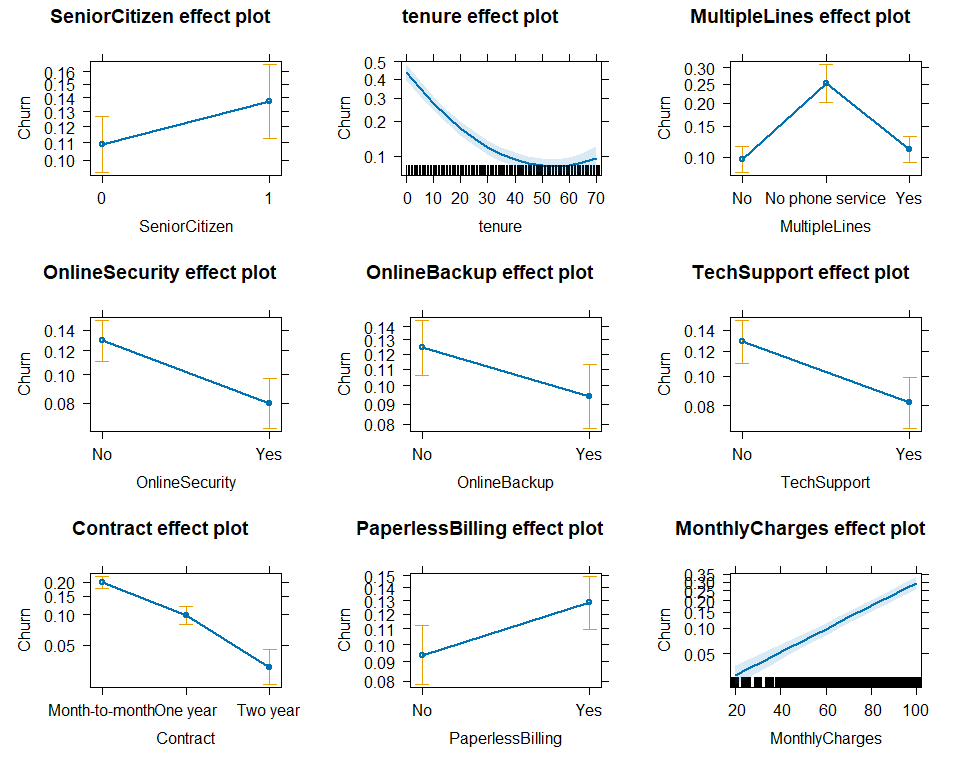 SeniorCitizen effect plot
Churn
0.16
0.15
0.14
0.13
0.12
0.11
0.10
0 1
SeniorCitizen
tenure effect plot
Churn
0.5
0.4
0.3
0.2
0.1
0 10 20 30 40 50 60 70
tenure
MultipleLines effect plot
Churn
0.30
0.25
0.20
0.15
0.10
No No phone service Yes
MultipleLines
OnlineSecurity effect plot
Churn
0.14
0.12
0.10
0.08
No Yes
OnlineSecurity
OnlineBackup effect plot
Churn
0.14
0.13
0.12
0.11
0.10
0.09
0.08
No Yes
OnlineBackup
TechSupport effect plot
Churn
0.14
0.12
0.10
0.08
No Yes
TechSupport
Contract effect plot
Churn
0.20
0.15
0.10
0.05
Month-to-month One year Two year
Contract
PaperlessBilling effect plot
Churn
0.15
0.14
0.13
0.12
0.11
0.10
0.09
0.08
No Yes
PaperlessBilling
MonthlyCharges effect plot
Churn
0.35
0.30
0.25
0.20
0.15
0.10
0.05
20 40 60 80 100
MonthlyCharges